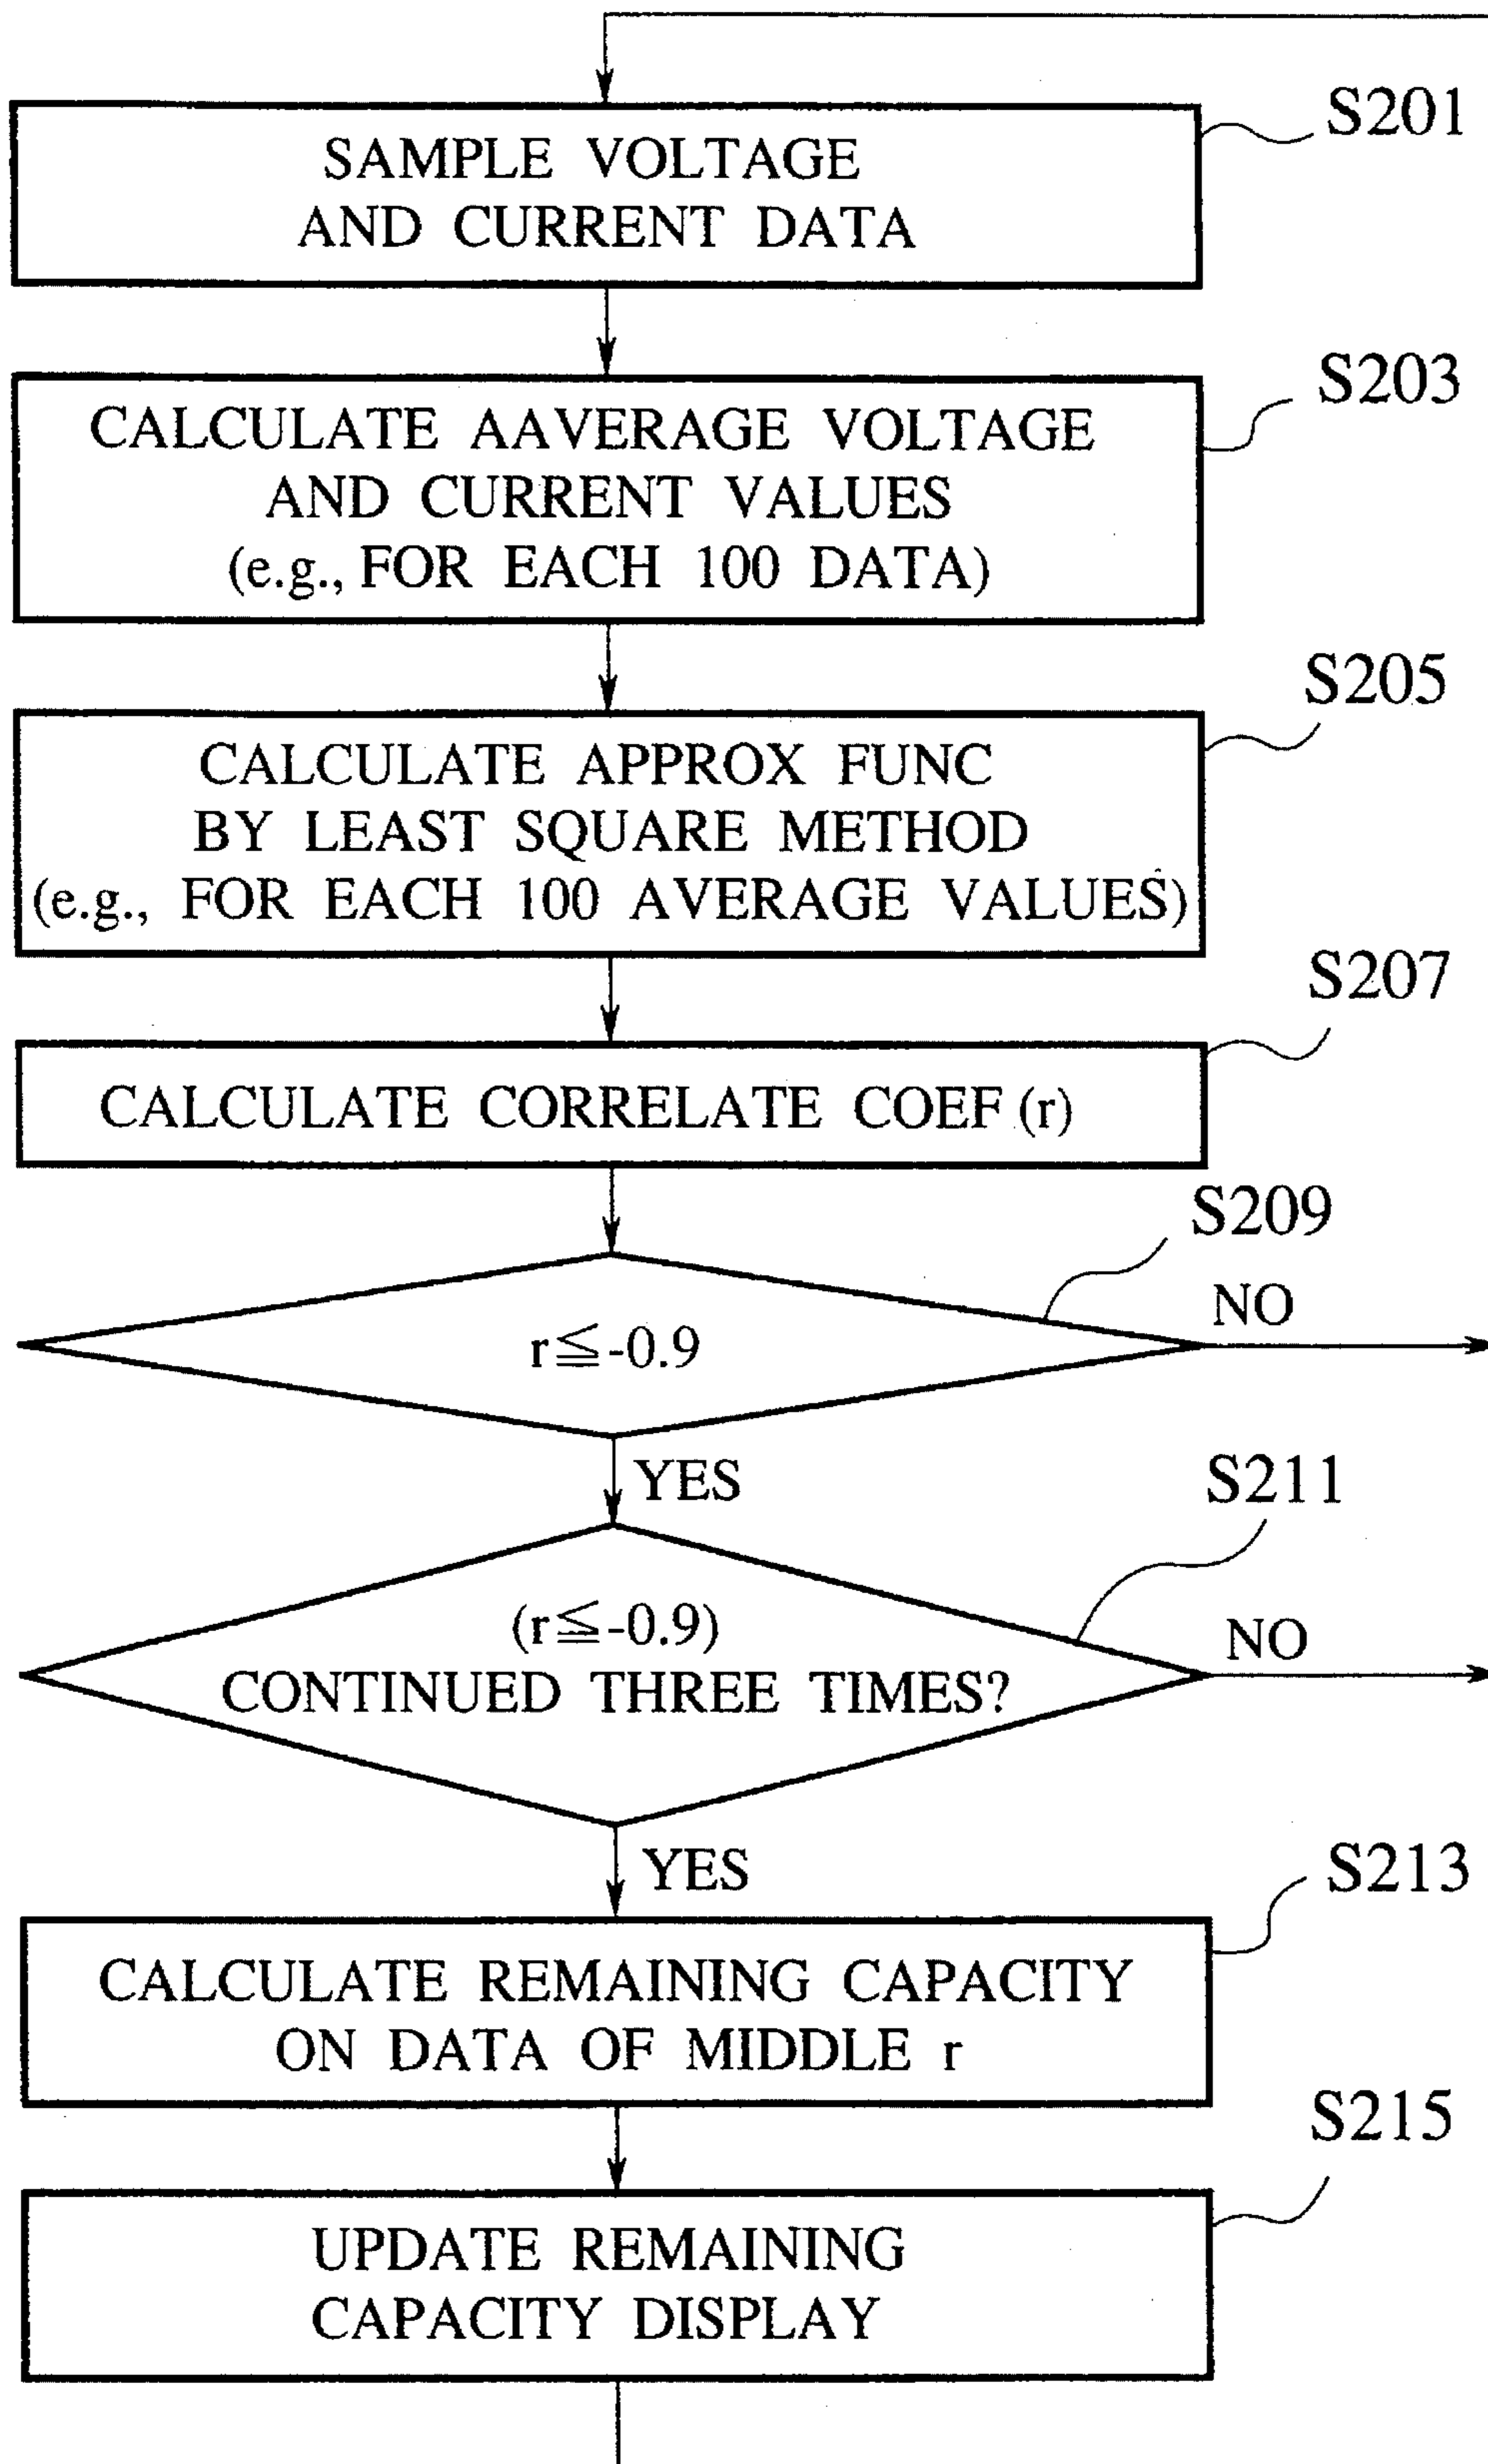 S201
SAMPLE VOLTAGE
AND CURRENT DATA
S203
CALCULATE AAVERAGE VOLTAGE
AND CURRENT VALUES
(e.g., FOR EACH 100 DATA)
S205
CALCULATE APPROX FUNC
BY LEAST SQUARE METHOD
(e.g., FOR EACH 100 AVERAGE VALUES)
S207
CALCULATE CORRELATE COEF (r)
S209
NO
r≦-0.9
YES
S211
(r≦-0.9)
NO
CONTINUED THREE TIMES?
YES
S213
CALCULATE REMAINING CAPACITY
ON DATA OF MIDDLE r
S215
UPDATE REMAINING
CAPACITY DISPLAY